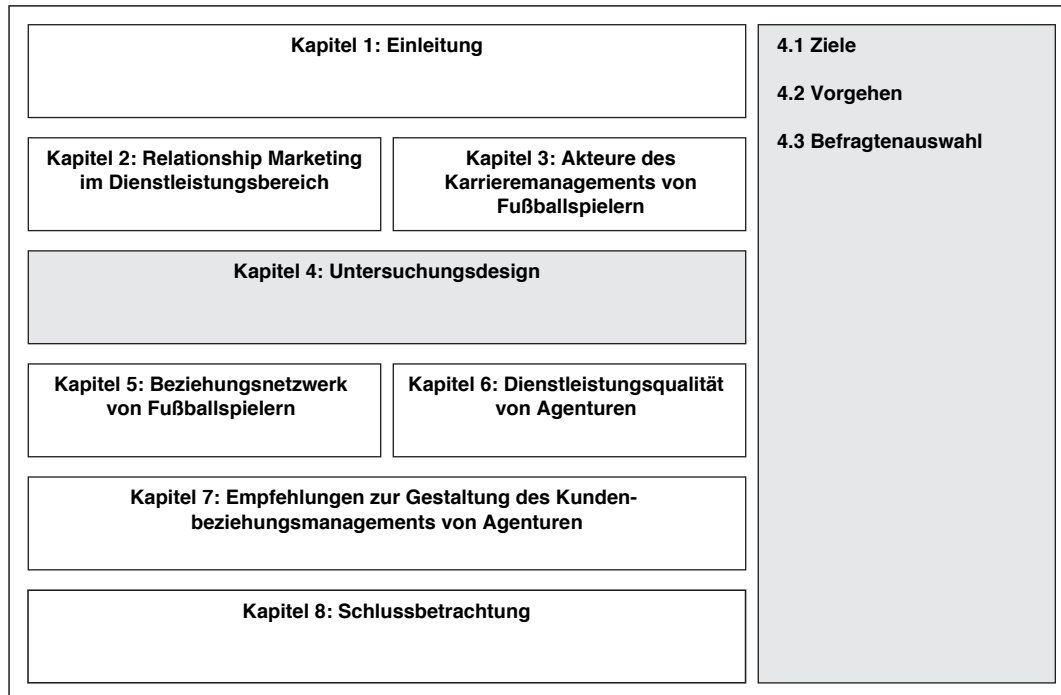 Kapitel 1: Einleitung
Kapitel 2: Relationship Marketing
im Dienstleistungsbereich
Kapitel 3: Akteure des
Karrieremanagements von
Fußballspielern
Kapitel 4: Untersuchungsdesign
Kapitel 5: Beziehungsnetzwerk
von Fußballspielern
Kapitel 6: Dienstleistungsqualität
von Agenturen
Kapitel 7: Empfehlungen zur Gestaltung des Kunden-
beziehungsmanagements von Agenturen
Kapitel 8: Schlussbetrachtung
4.1 Ziele
4.2 Vorgehen
4.3 Befragtenauswahl